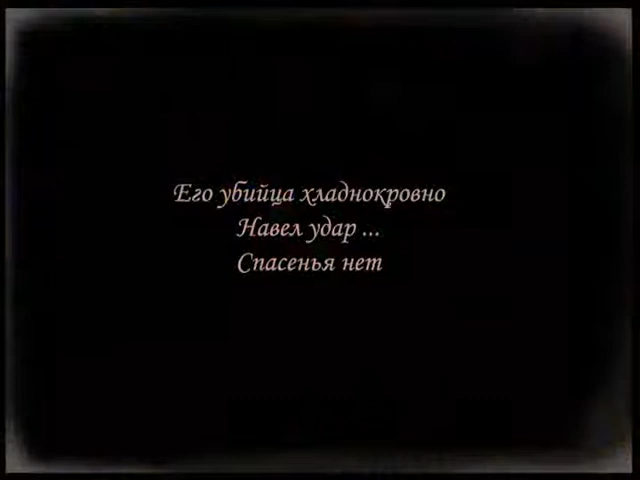 Его убийца хладнокровно
Навел удар ...
Спасенья нет